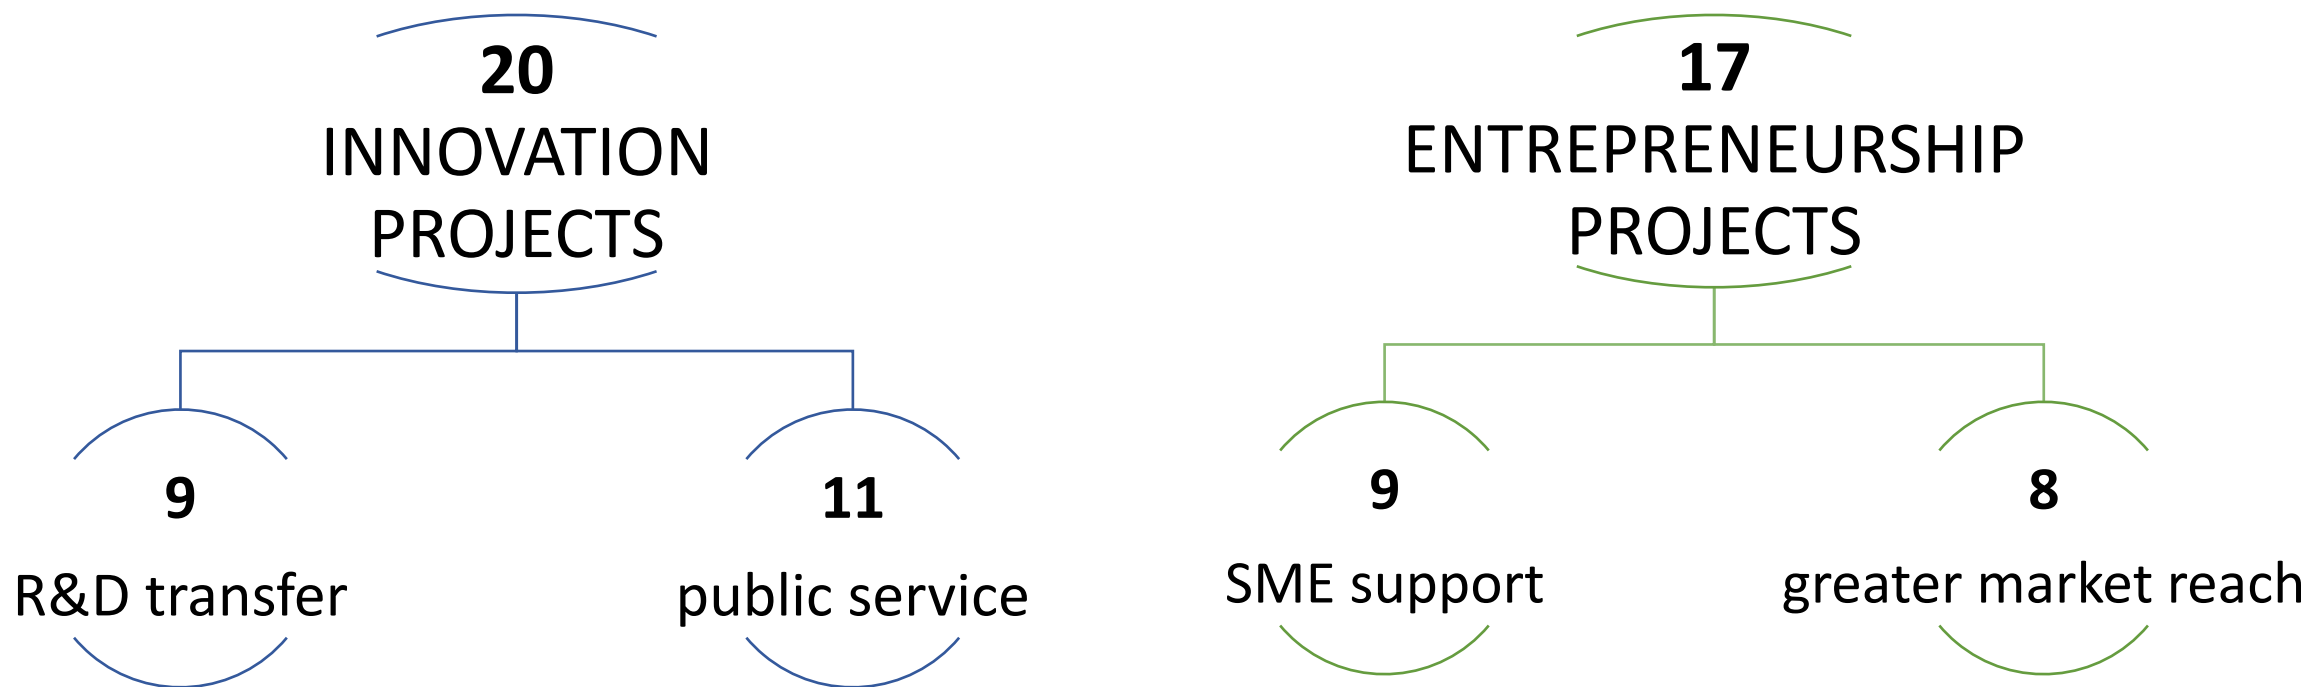 20
INNOVATION
PROJECTS
9
R&D transfer
11
public service
17
ENTREPRENEURSHIP
PROJECTS
9
SME support
8
greater market reach